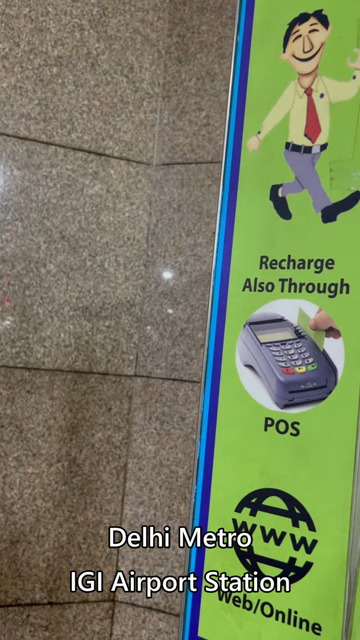 Recharge
Also Through
POS
www
Web/Online
Delhi Metro
IGI Airport Station